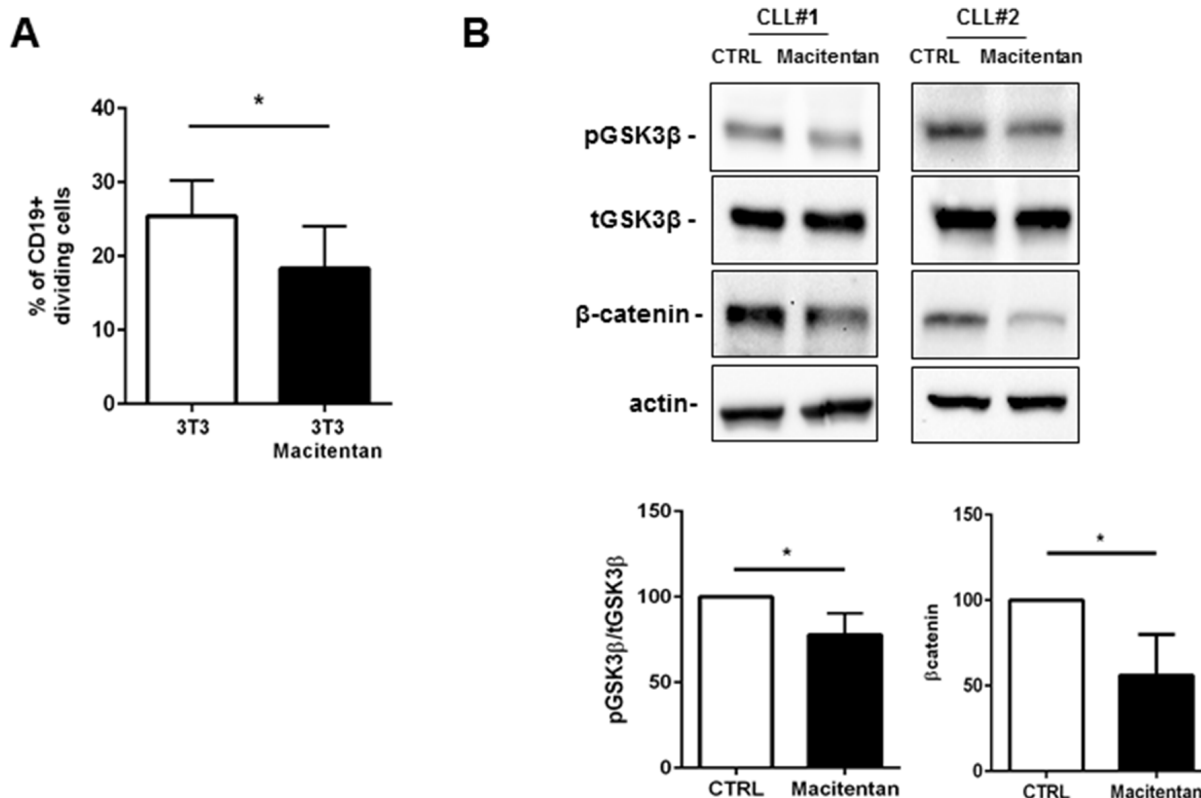 A
40
30
20
10
0
% of CD19+
dividing cells
*
3T3
3T3
Macitentan
B
CLL#1
CLL#2
CTRL Macitentan
CTRL Macitentan
pGSK3β -
tGSK3β -
β-catenin -
actin-
150
100
50
0
pGSK3β/tGSK3β
*
CTRL
Macitentan
150
100
50
0
βcatenin
*
CTRL
Macitentan